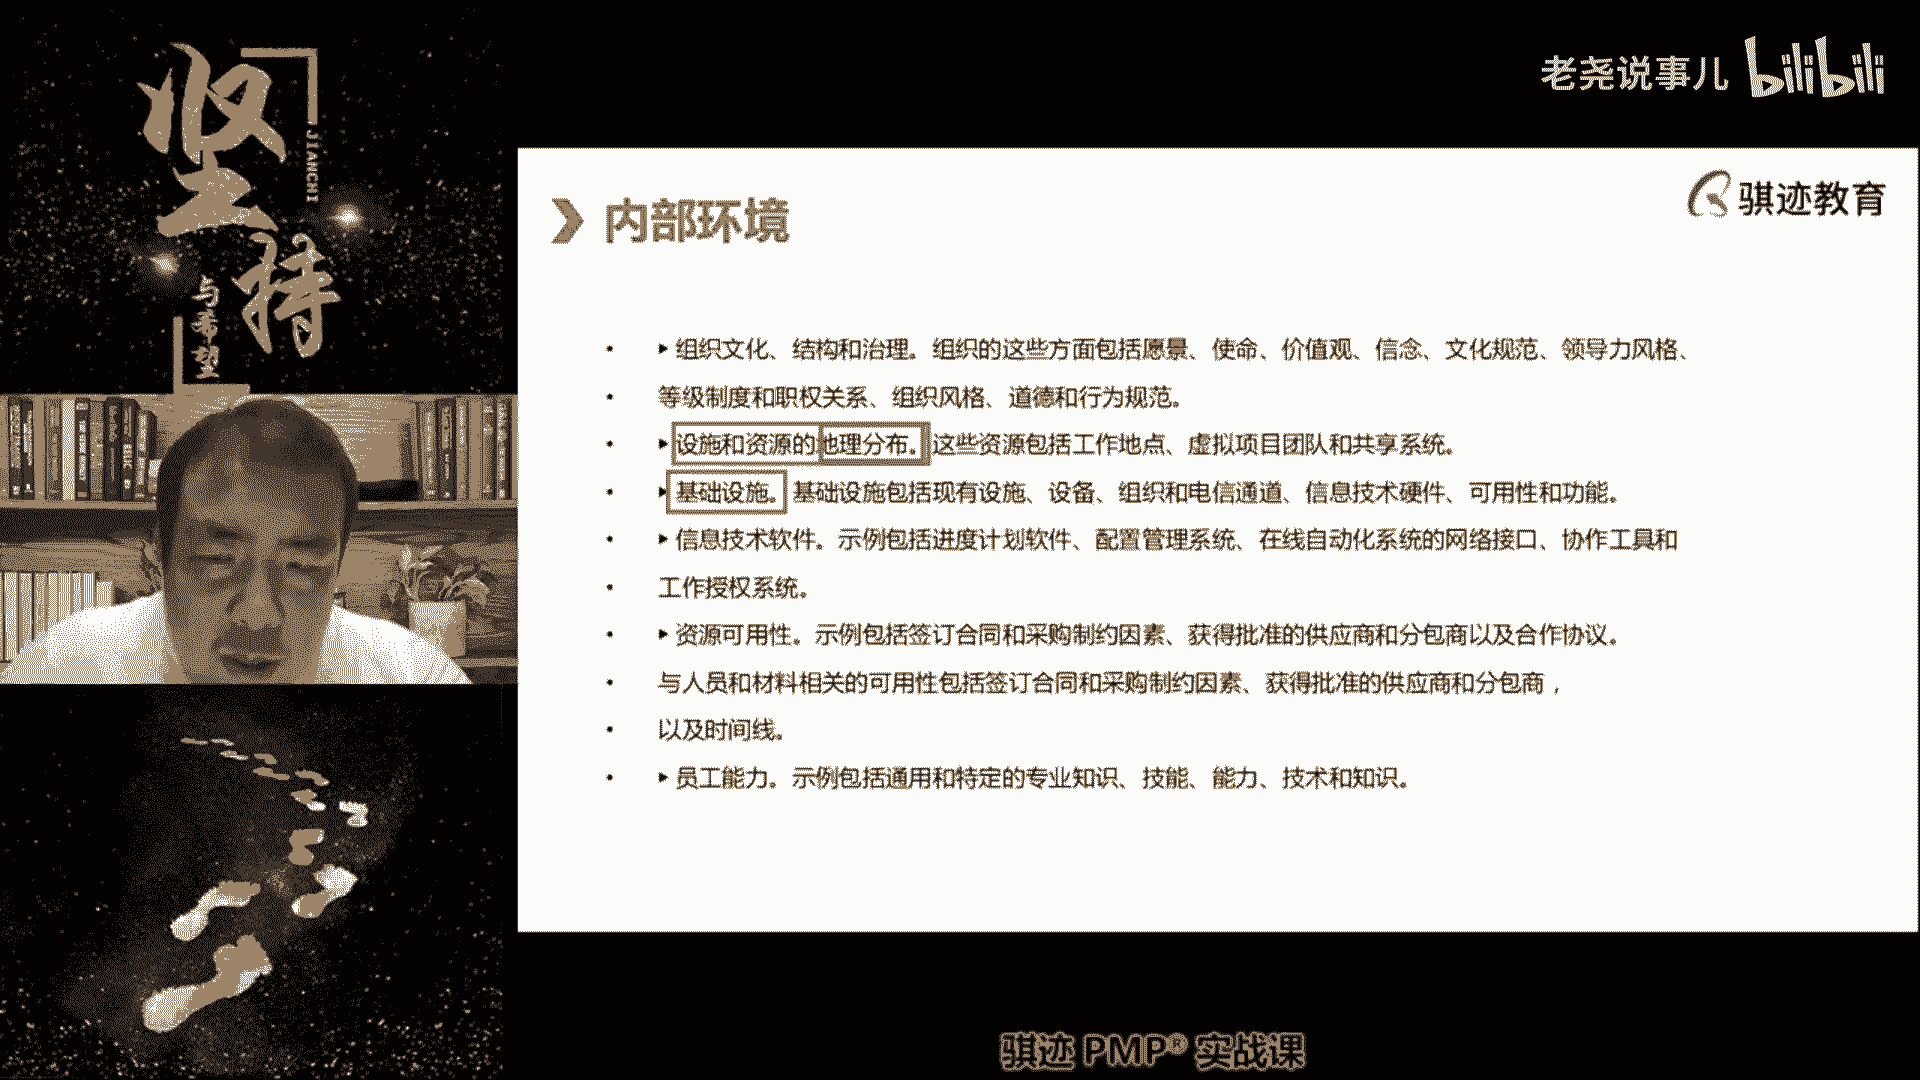 坚持
JIANCHI
与希望
老尧说事儿 bilibili
骐迹教育
内部环境
• ▸ 组织文化、结构和治理。组织的这些方面包括愿景、使命、价值观、信念、文化规范、领导力风格、
• 等级制度和职权关系、组织风格、道德和行为规范。
• ▸ 设施和资源的地理分布。这些资源包括工作地点、虚拟项目团队和共享系统。
• ▸ 基础设施。基础设施包括现有设施、设备、组织和电信通道、信息技术硬件、可用性和功能。
• ▸ 信息技术软件。示例包括进度计划软件、配置管理系统、在线自动化系统的网络接口、协作工具和
• 工作授权系统。
• ▸ 资源可用性。示例包括签订合同和采购制约因素、获得批准的供应商和分包商以及合作协议。
• 与人员和材料相关的可用性包括签订合同和采购制约因素、获得批准的供应商和分包商，
• 以及时间线。
• ▸ 员工能力。示例包括通用和特定的专业知识、技能、能力、技术和知识。
骐迹 PMP® 实战课